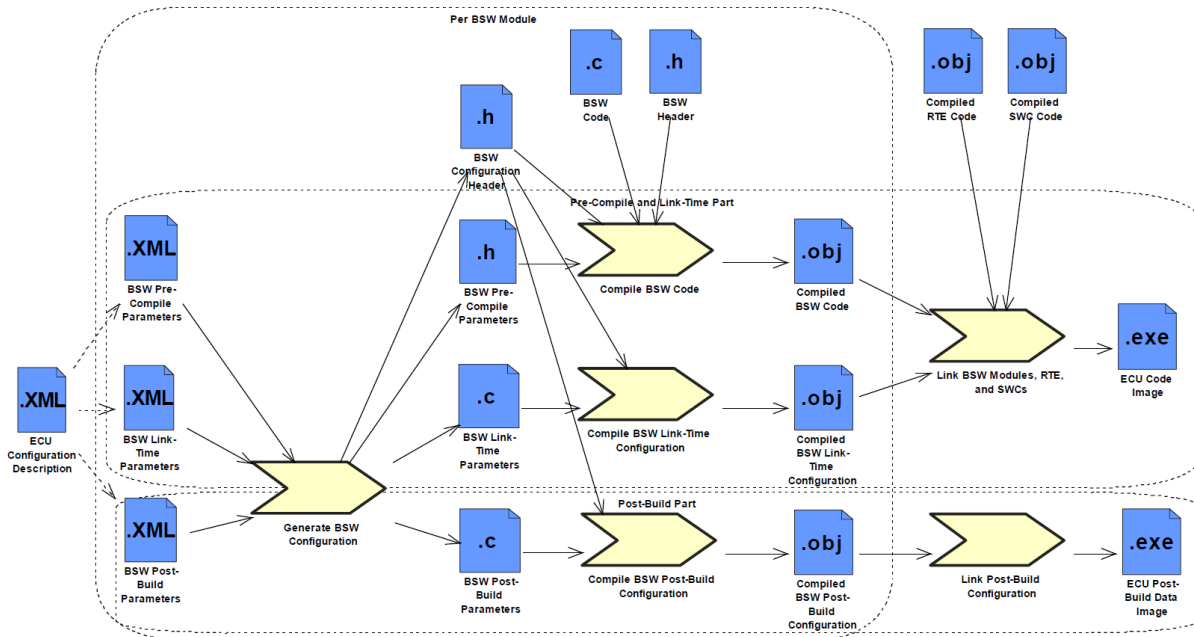 Per BSW Module
.c
BSW
Code
.h
BSW
Header
.obj
Compiled
RTE Code
.obj
Compiled
SWC Code
.h
BSW
Configuration
Header
Pre-Compile and Link-Time Part
.XML
BSW Pre-
Compile
Parameters
.h
BSW Pre-
Compile
Parameters
Compile BSW Code
.obj
Compiled
BSW Code
Link BSW Modules, RTE,
and SWCs
.exe
ECU Code
Image
.XML
ECU
Configuration
Description
.XML
BSW Link-
Time
Parameters
.c
BSW Link-
Time
Parameters
Compile BSW Link-Time
Configuration
.obj
Compiled
BSW Link-
Time
Configuration
Generate BSW
Configuration
Post-Build Part
.XML
BSW Post-
Build
Parameters
.c
BSW Post-
Build
Parameters
Compile BSW Post-Build
Configuration
.obj
Compiled
BSW Post-
Build
Configuration
Link Post-Build
Configuration
.exe
ECU Post-
Build Data
Image